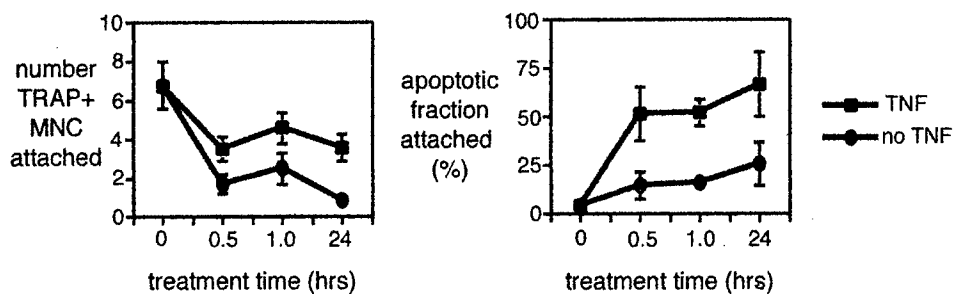 number
TRAP+
MNC
attached
10
8
6
4
2
0
0 0.5 1.0 24
treatment time (hrs)
apoptotic
fraction
attached
(%)
100
75
50
25
0
0 0.5 1.0 24
treatment time (hrs)
TNF
no TNF